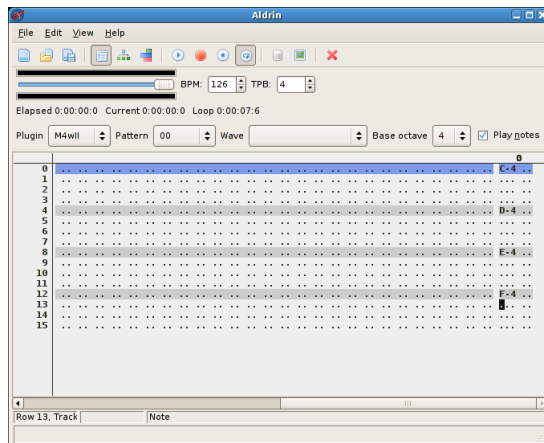 Aldrin
File Edit View Help
BPM: 126 TPB: 4
Elapsed 0:00:00:0 Current 0:00:00:0 Loop 0:00:07:6
Plugin M4wII Pattern 00 Wave Base octave 4 Play notes
0
0 C-4
1
2
3
4 D-4
5
6
7
8 E-4
9
10
11
12 F-4
13
14
15
Row 13, Track Note